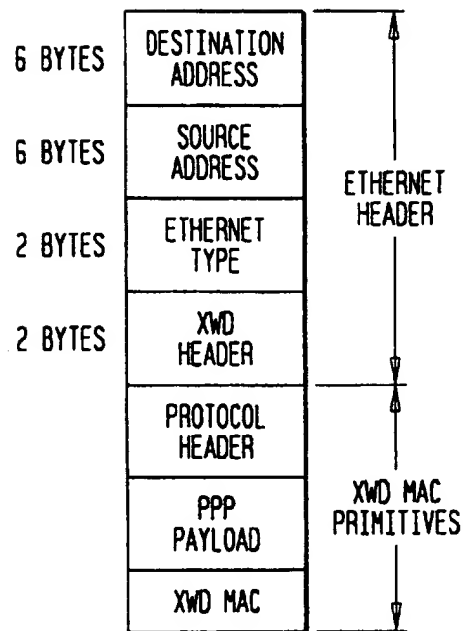 6 BYTES
DESTINATION
ADDRESS
6 BYTES
SOURCE
ADDRESS
2 BYTES
ETHERNET
TYPE
2 BYTES
XWD
HEADER
ETHERNET
HEADER
PROTOCOL
HEADER
PPP
PAYLOAD
XWD MAC
XWD MAC
PRIMITIVES